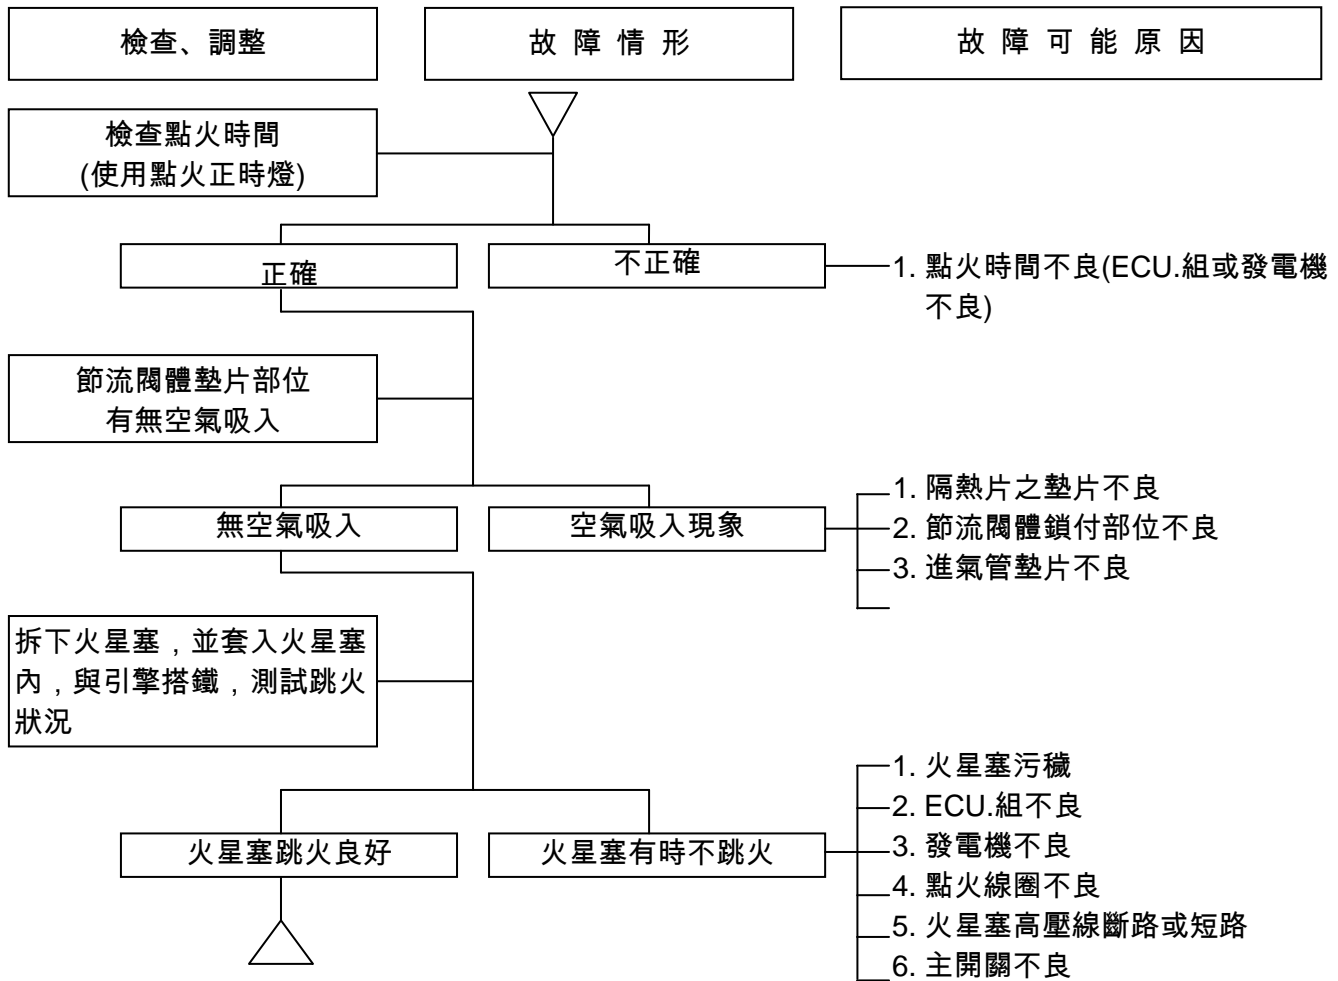 檢查、調整
故 障 情 形
故 障 可 能 原 因
檢查點火時間
(使用點火正時燈)
正確
不正確
1. 點火時間不良(ECU.組或發電機
不良)
節流閥體墊片部位
有無空氣吸入
無空氣吸入
空氣吸入現象
1. 隔熱片之墊片不良
2. 節流閥體鎖付部位不良
3. 進氣管墊片不良
拆下火星塞，並套入火星塞
內，與引擎搭鐵，測試跳火
狀況
火星塞跳火良好
火星塞有時不跳火
1. 火星塞污穢
2. ECU.組不良
3. 發電機不良
4. 點火線圈不良
5. 火星塞高壓線斷路或短路
6. 主開關不良